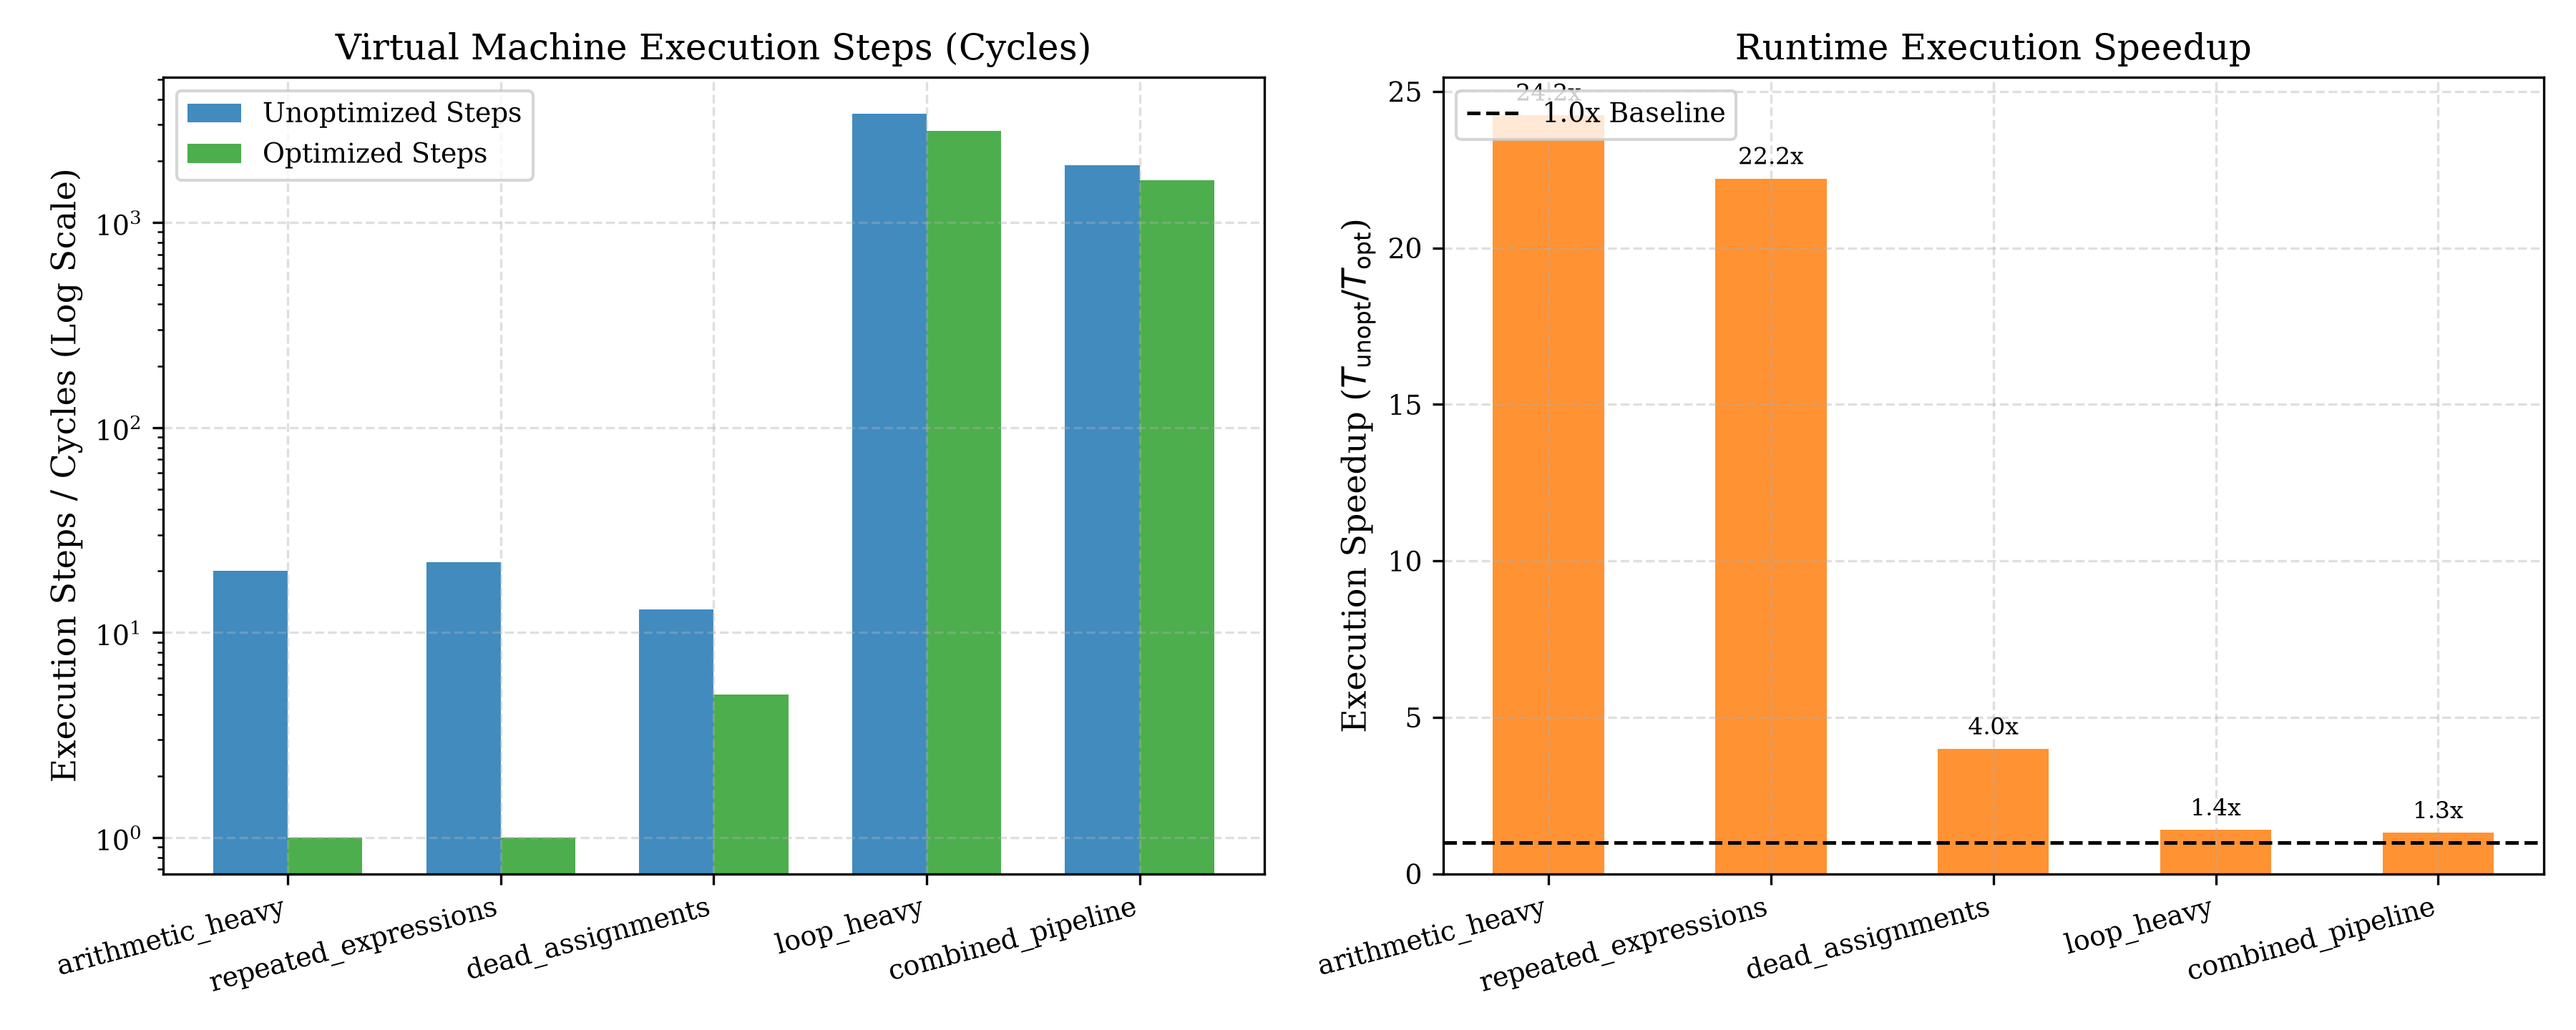 Virtual Machine Execution Steps (Cycles)
Unoptimized Steps
Optimized Steps
Execution Steps / Cycles (Log Scale)
10³
10²
10¹
10⁰
arithmetic_heavy
repeated_expressions
dead_assignments
loop_heavy
combined_pipeline
Runtime Execution Speedup
1.0x Baseline
Execution Speedup (T_unopt/T_opt)
25
20
15
10
5
0
24.2x
22.2x
4.0x
1.4x
1.3x
arithmetic_heavy
repeated_expressions
dead_assignments
loop_heavy
combined_pipeline